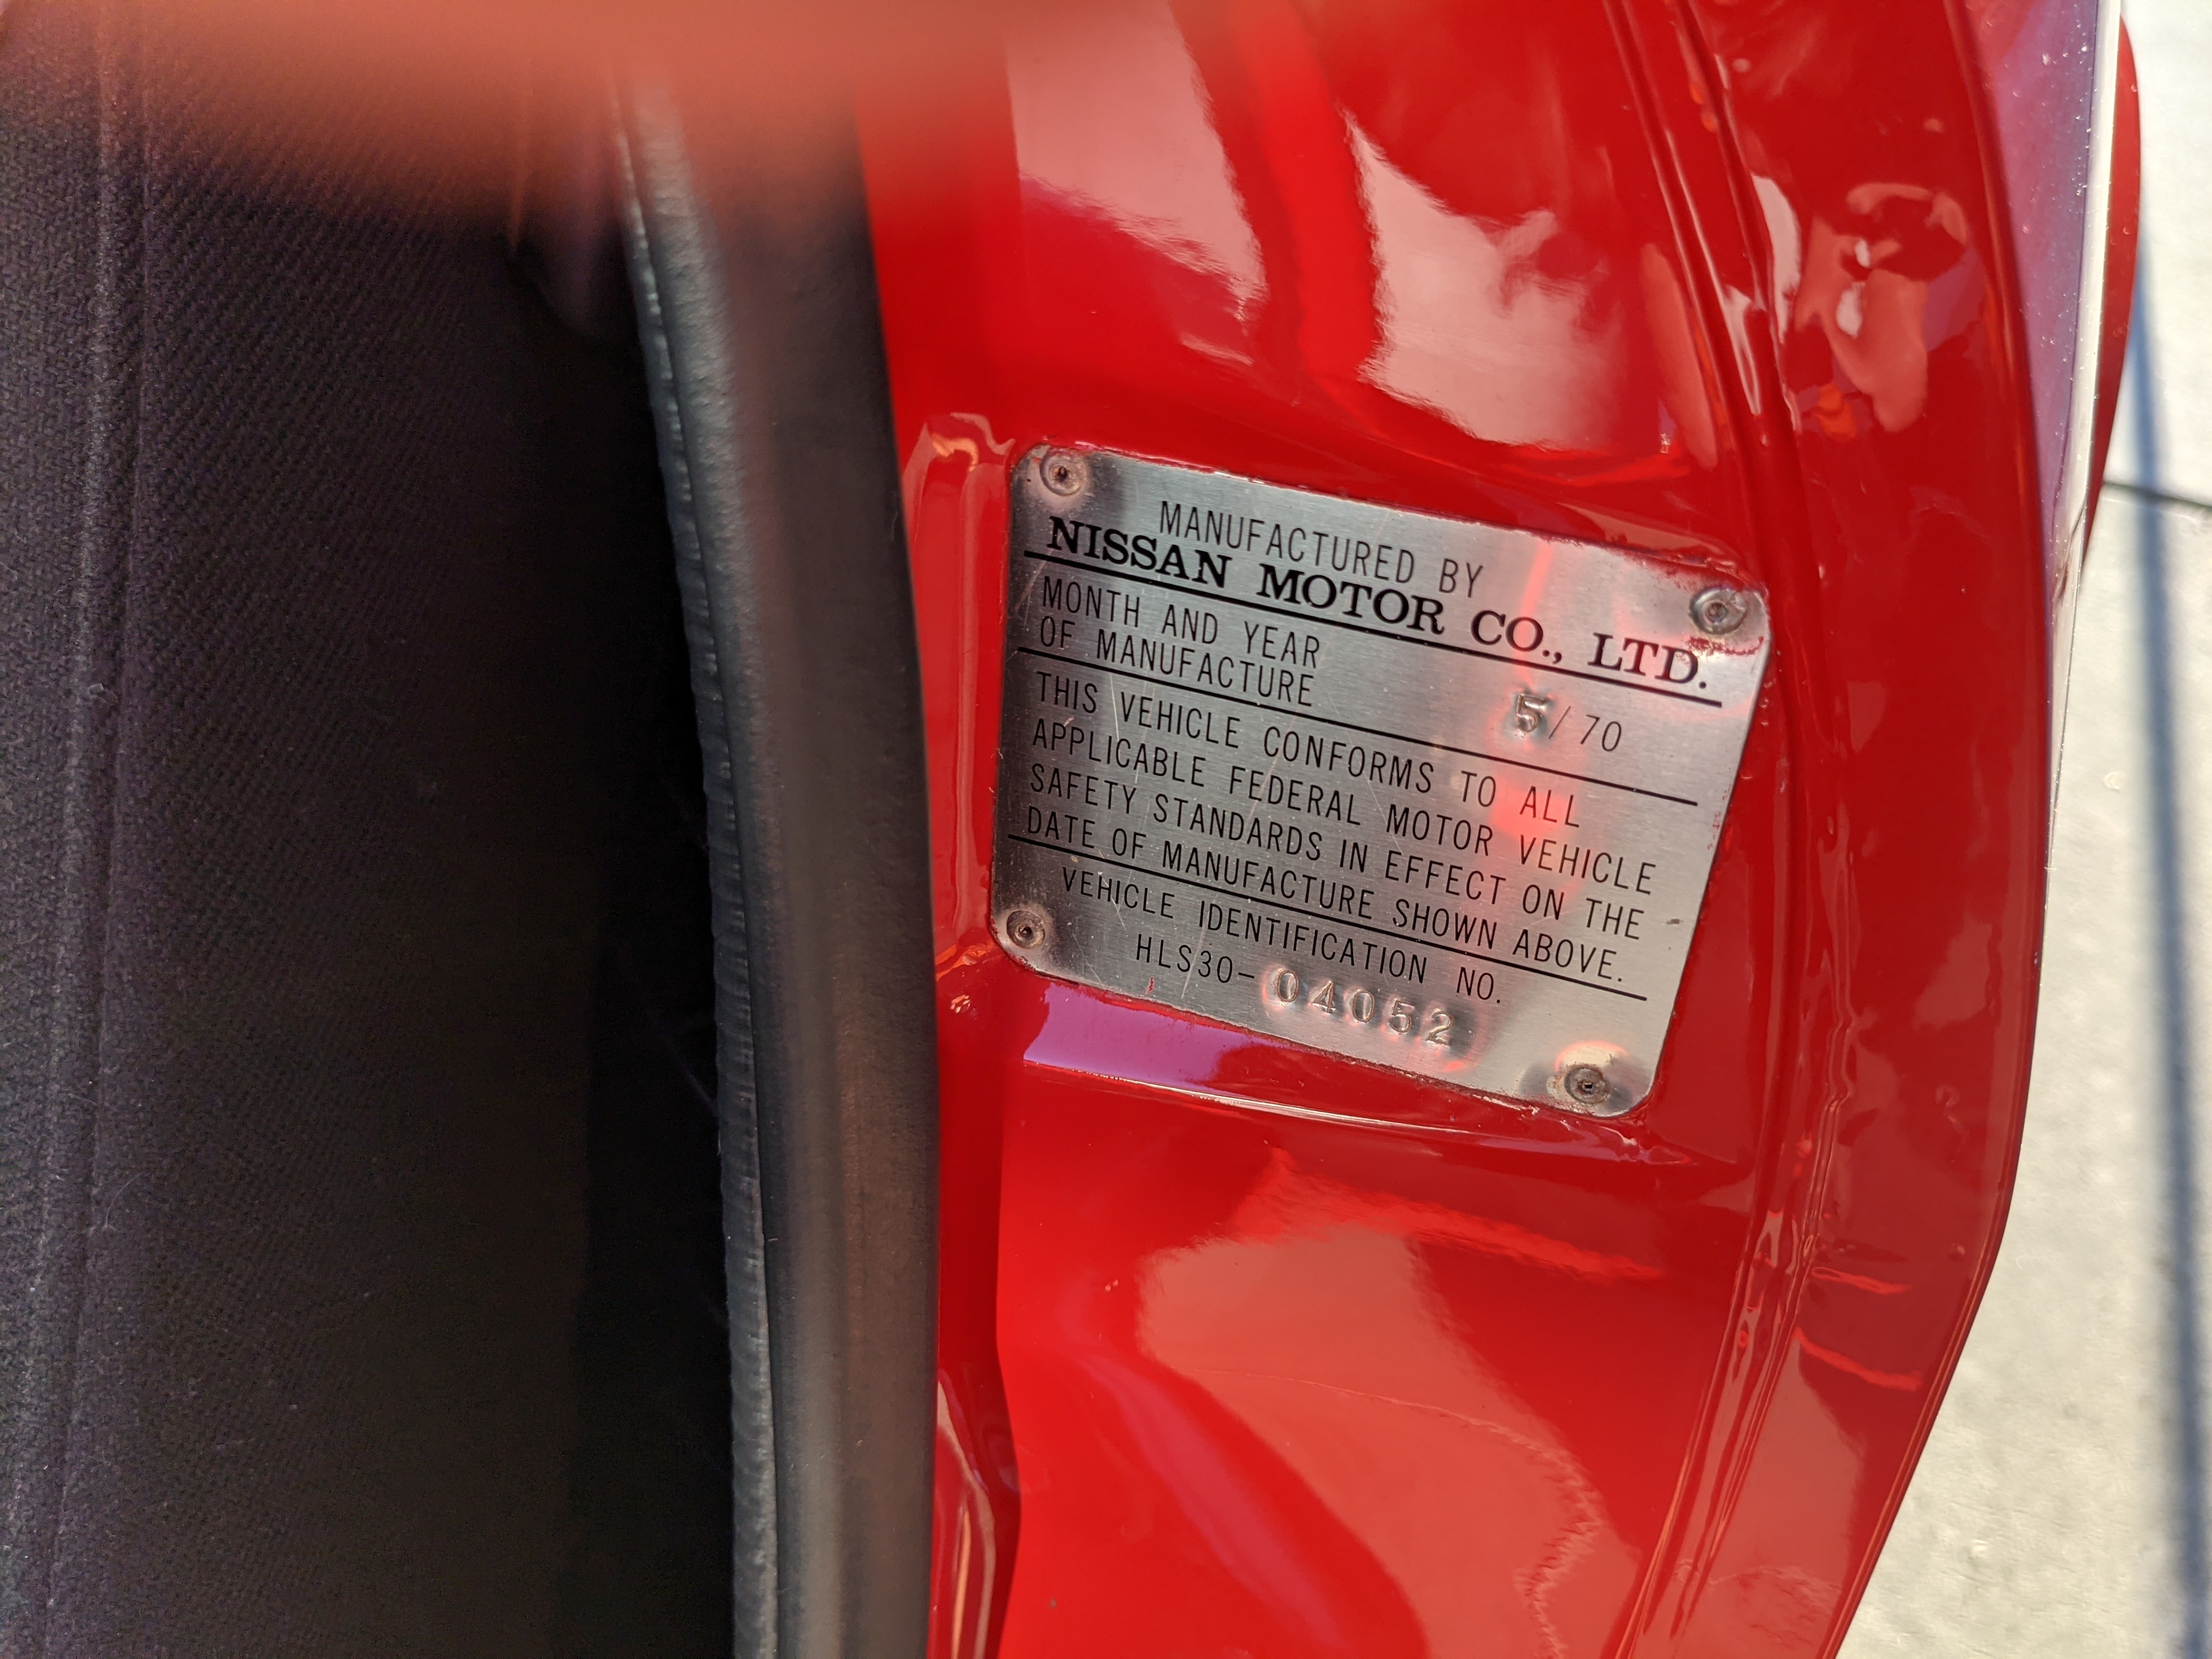 MANUFACTURED BY
NISSAN MOTOR CO., LTD.
MONTH AND YEAR
OF MANUFACTURE 5/70
THIS VEHICLE CONFORMS TO ALL
APPLICABLE FEDERAL MOTOR VEHICLE
SAFETY STANDARDS IN EFFECT ON THE
DATE OF MANUFACTURE SHOWN ABOVE.
VEHICLE IDENTIFICATION NO.
HLS30-04052